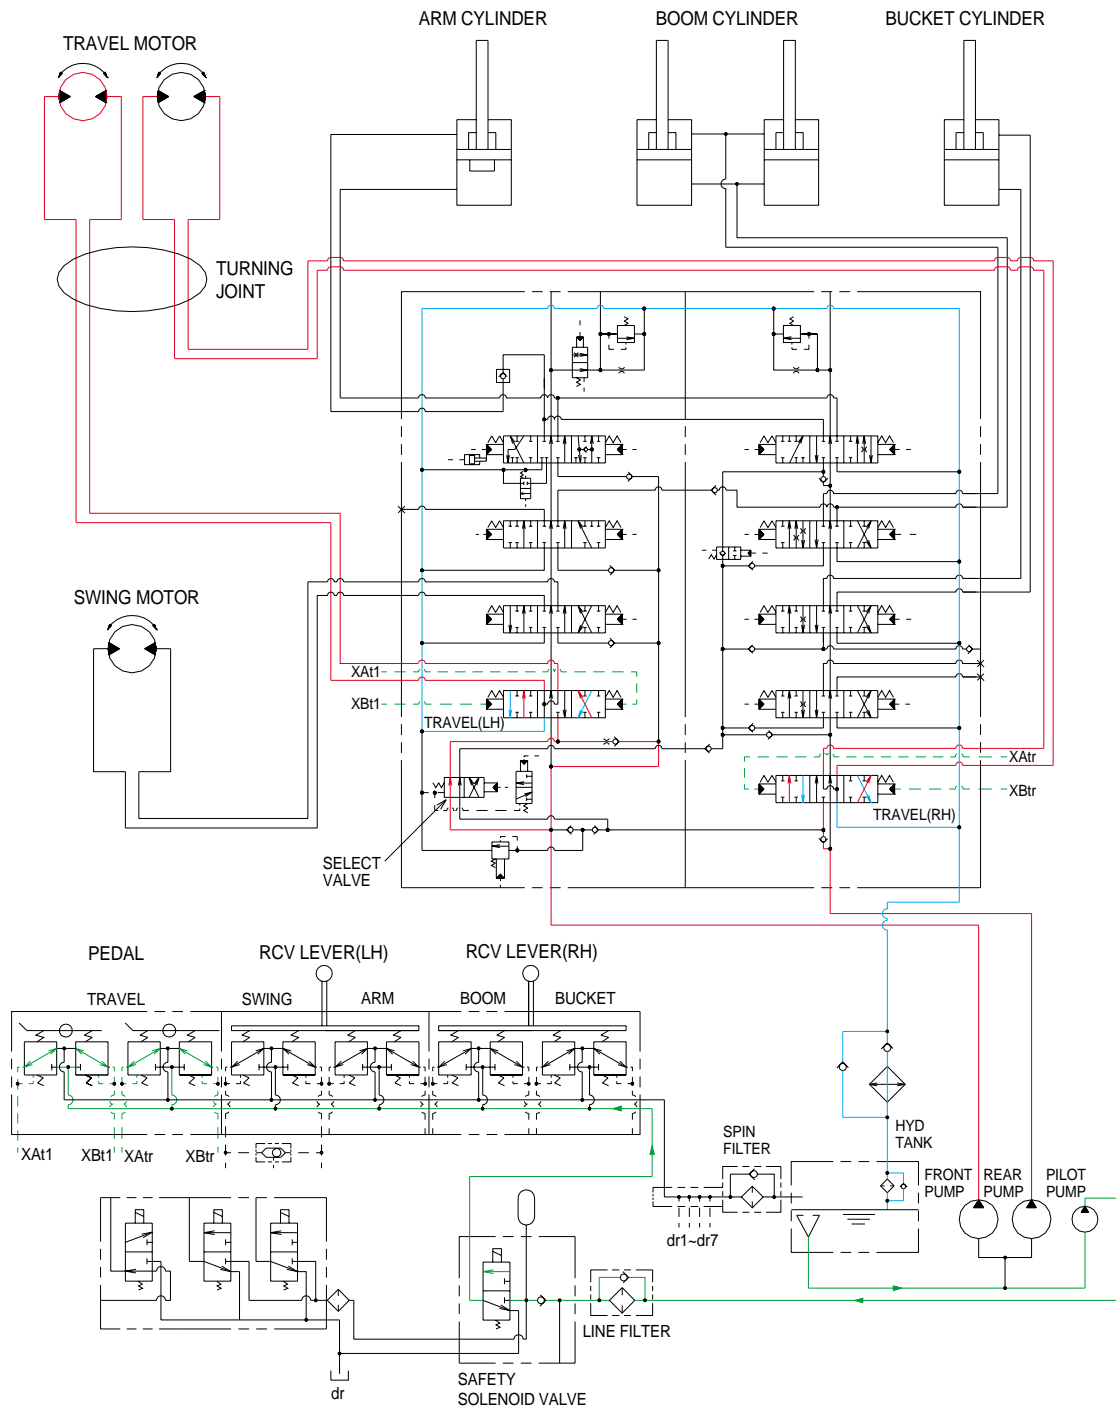 ARM CYLINDER
BOOM CYLINDER
BUCKET CYLINDER
TRAVEL MOTOR
TURNING
JOINT
SWING MOTOR
XAt1
XBt1
TRAVEL(LH)
XAtr
XBtr
TRAVEL(RH)
SELECT
VALVE
PEDAL
RCV LEVER(LH)
RCV LEVER(RH)
TRAVEL
SWING
ARM
BOOM
BUCKET
XAt1
XBt1
XAtr
XBtr
SPIN
FILTER
HYD
TANK
FRONT
PUMP
REAR
PUMP
PILOT
PUMP
dr1~dr7
LINE FILTER
SAFETY
SOLENOID VALVE
dr